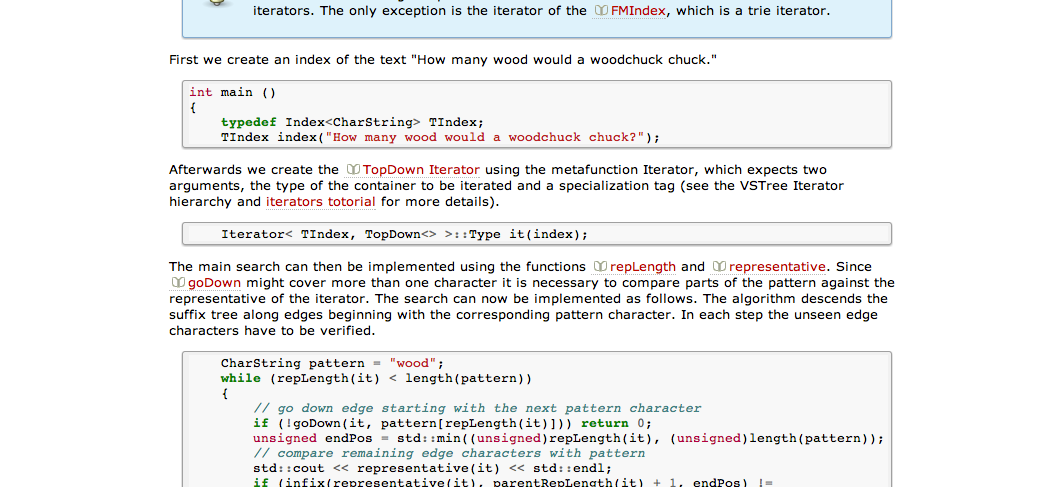 iterators. The only exception is the iterator of the FMIndex, which is a trie iterator.
First we create an index of the text "How many wood would a woodchuck chuck."
int main ()
{
    typedef Index<CharString> TIndex;
    TIndex index("How many wood would a woodchuck chuck?");
Afterwards we create the TopDown Iterator using the metafunction Iterator, which expects two
arguments, the type of the container to be iterated and a specialization tag (see the VSTree Iterator
hierarchy and iterators totorial for more details).
    Iterator< TIndex, TopDown<> >::Type it(index);
The main search can then be implemented using the functions repLength and representative. Since
goDown might cover more than one character it is necessary to compare parts of the pattern against the
representative of the iterator. The search can now be implemented as follows. The algorithm descends the
suffix tree along edges beginning with the corresponding pattern character. In each step the unseen edge
characters have to be verified.
    CharString pattern = "wood";
    while (repLength(it) < length(pattern))
    {
        // go down edge starting with the next pattern character
        if (!goDown(it, pattern[repLength(it)])) return 0;
        unsigned endPos = std::min((unsigned)repLength(it), (unsigned)length(pattern));
        // compare remaining edge characters with pattern
        std::cout << representative(it) << std::endl;
        if (infix(representative(it), parentRepLength(it) + 1, endPos) !=